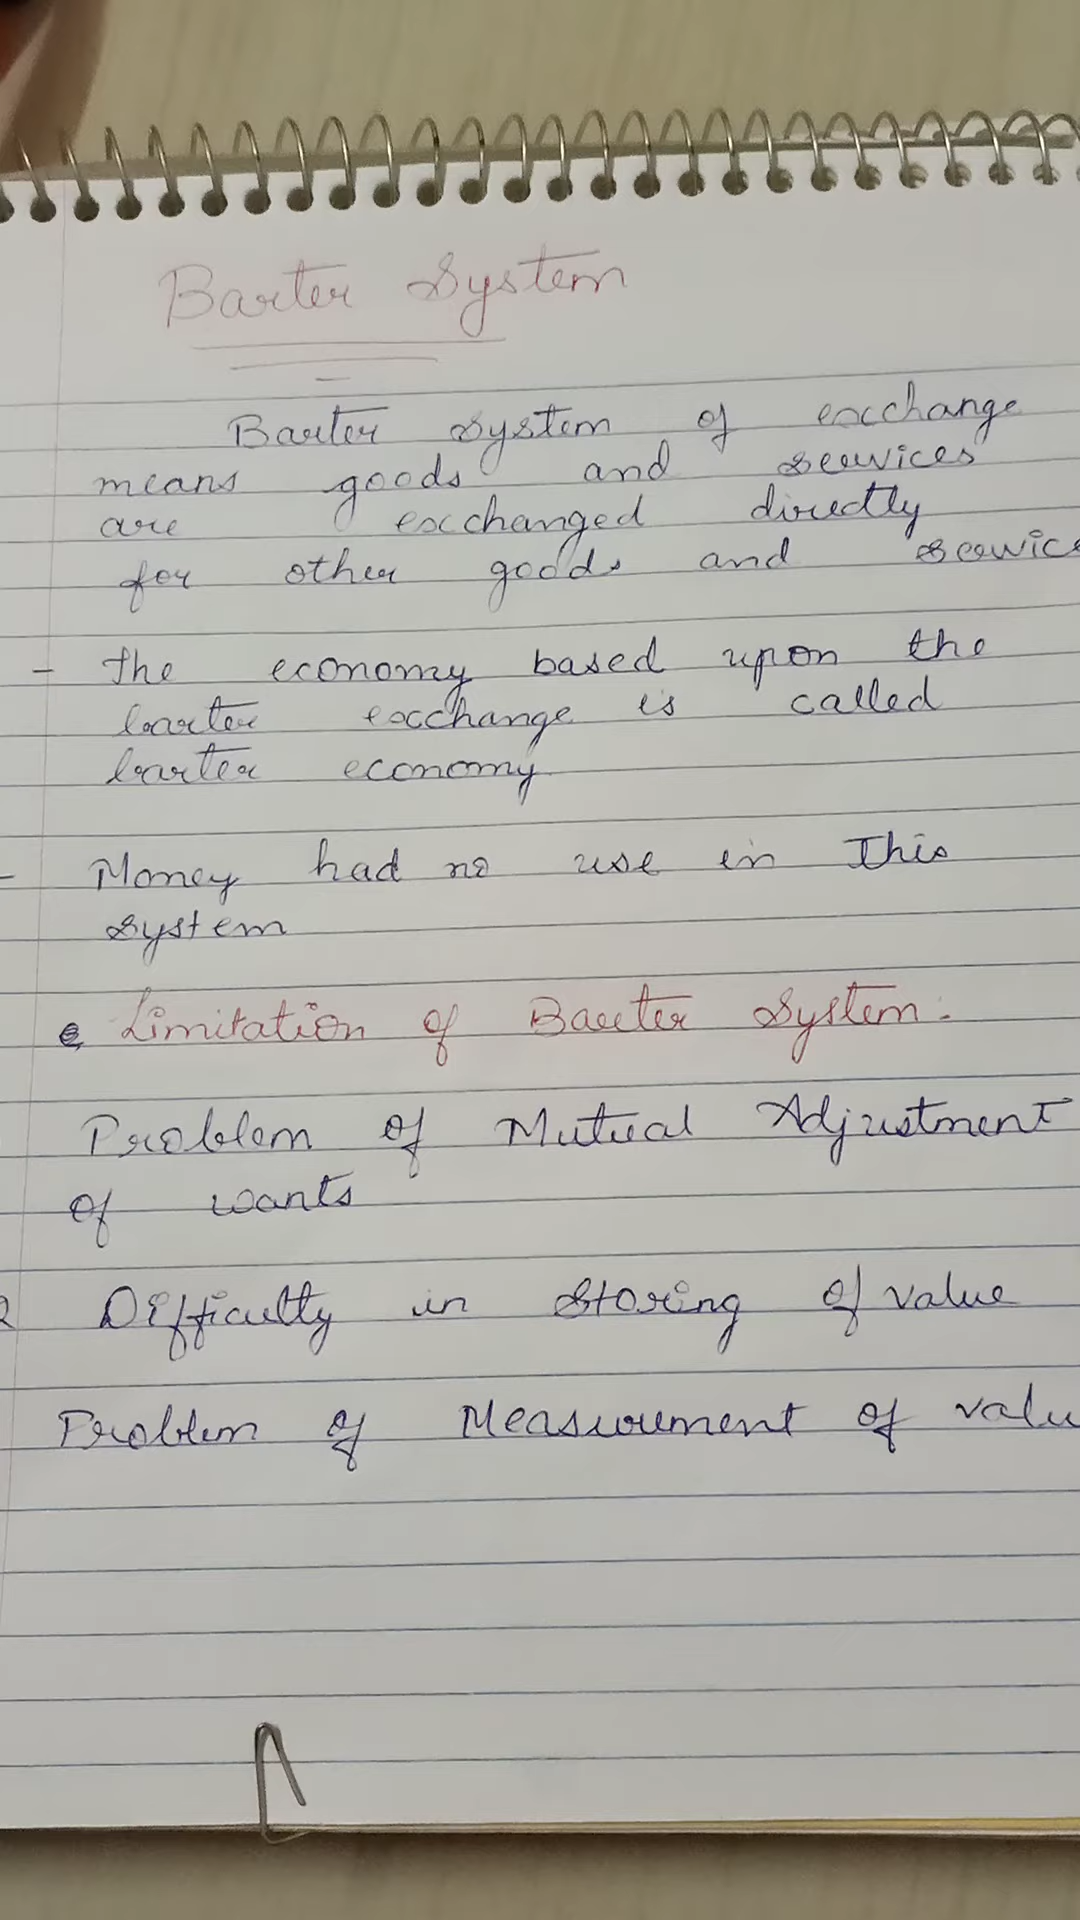 Barter System
Barter system of exchange
means goods and services
are exchanged directly
for other goods and service
- The economy based upon the
barter exchange is called
barter economy
- Money had no use in This
system
Limitation of Barter System.
Problem of Mutual Adjustment
of wants
2 Difficulty in storing of value
Problem of Measurement of valu